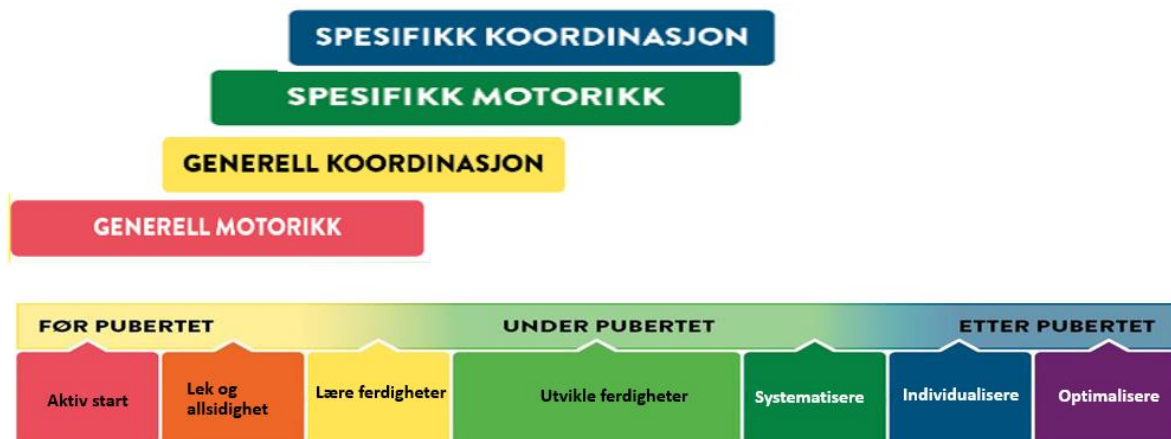 SPESIFIKK KOORDINASJON
SPESIFIKK MOTORIKK
GENERELL KOORDINASJON
GENERELL MOTORIKK
FØR PUBERTET
UNDER PUBERTET
ETTER PUBERTET
Aktiv start
Lek og
allsidighet
Lære ferdigheter
Utvikle ferdigheter
Systematisere
Individualisere
Optimalisere